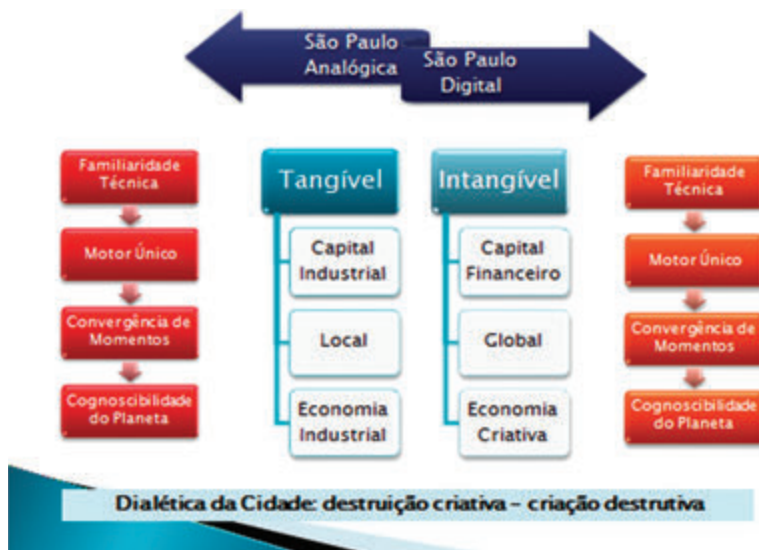 São Paulo
Analógica
São Paulo
Digital
Familiaridade
Técnica
Motor Único
Convergência de
Momentos
Cognoscibilidade
do Planeta
Tangível
Capital
Industrial
Local
Economia
Industrial
Intangível
Capital
Financeiro
Global
Economia
Criativa
Familiaridade
Técnica
Motor Único
Convergência de
Momentos
Cognoscibilidade
do Planeta
Dialética da Cidade: destruição criativa – criação destrutiva